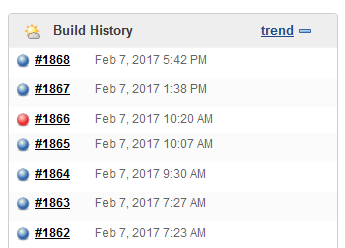 Build History trend
#1868 Feb 7, 2017 5:42 PM
#1867 Feb 7, 2017 1:38 PM
#1866 Feb 7, 2017 10:20 AM
#1865 Feb 7, 2017 10:07 AM
#1864 Feb 7, 2017 9:30 AM
#1863 Feb 7, 2017 7:27 AM
#1862 Feb 7, 2017 7:23 AM